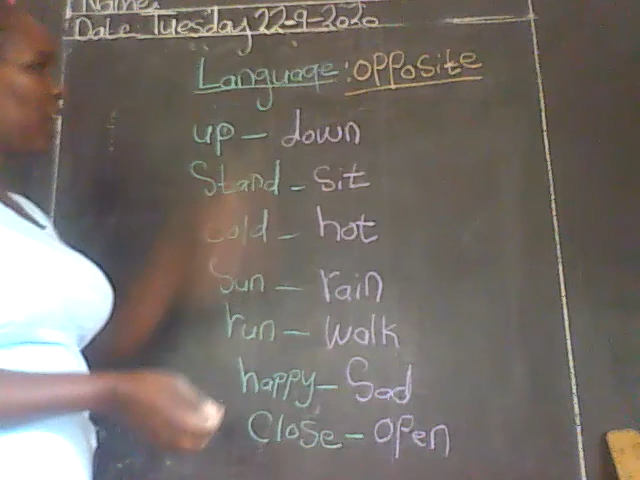 Name:
Date Tuesday 22-9-2020
Language: opposite
up - down
Stand - sit
Cold - hot
Sun - rain
run - walk
happy - Sad
Close - Open